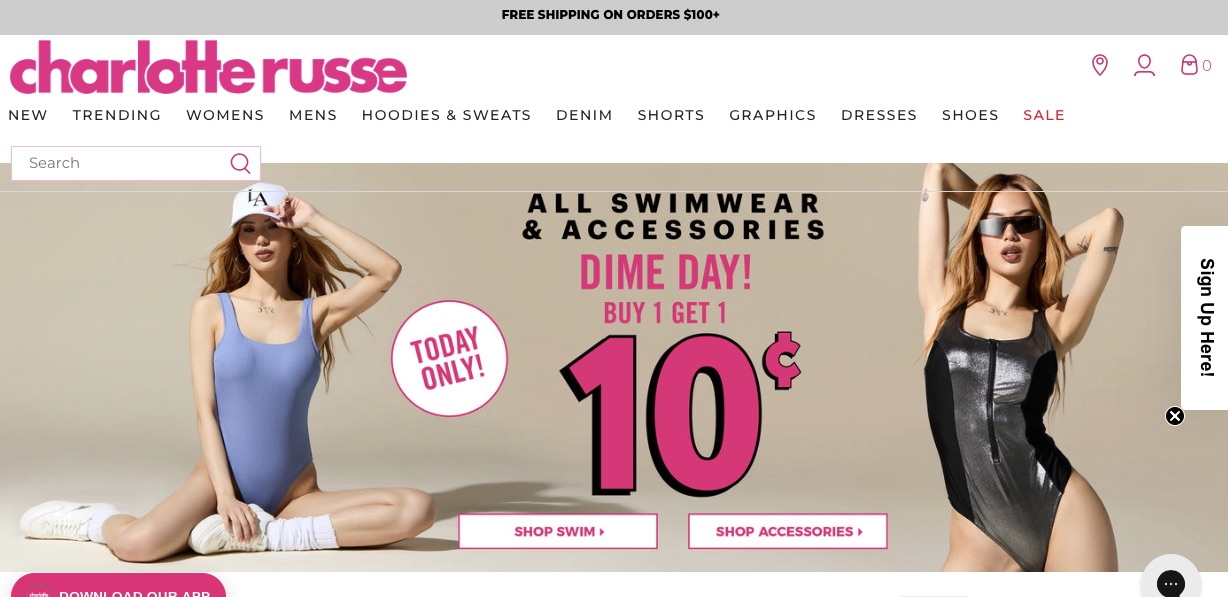 FREE SHIPPING ON ORDERS $100+
charlotte russe
0
NEW TRENDING WOMENS MENS HOODIES & SWEATS DENIM SHORTS GRAPHICS DRESSES SHOES SALE
Search
LA
ALL SWIMWEAR
& ACCESSORIES
DIME DAY!
BUY 1 GET 1
10¢
TODAY
ONLY!
Sign Up Here!
SHOP SWIM
SHOP ACCESSORIES
charlotte
DOWNLOAD OUR APP